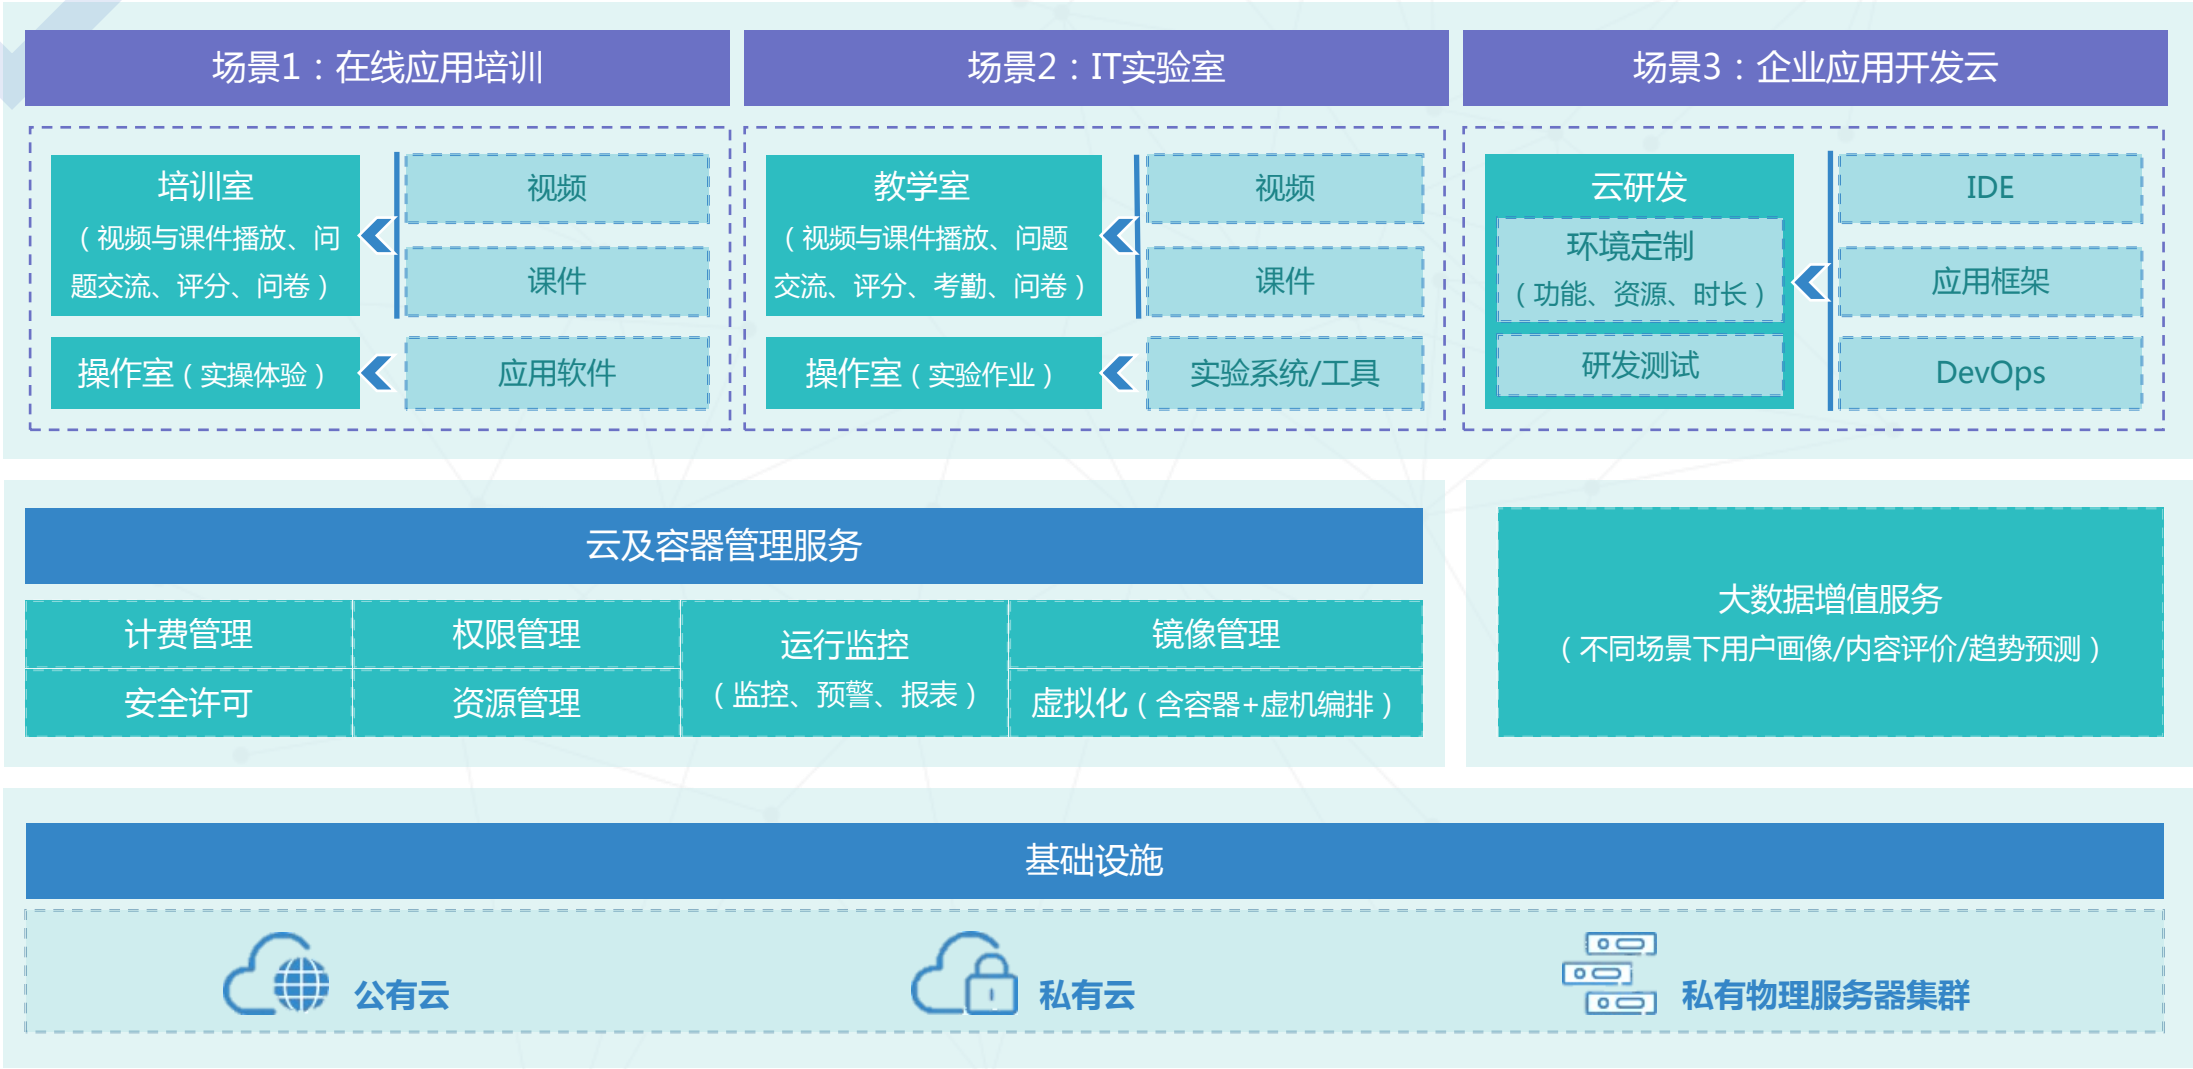 场景1：在线应用培训
培训室
（视频与课件播放、问
题交流、评分、问卷）
视频
课件
操作室（实操体验）
应用软件
场景2：IT实验室
教学室
（视频与课件播放、问题
交流、评分、考勤、问卷）
视频
课件
操作室（实验作业）
实验系统/工具
场景3：企业应用开发云
云研发
环境定制
（功能、资源、时长）
研发测试
IDE
应用框架
DevOps
云及容器管理服务
计费管理
权限管理
运行监控
（监控、预警、报表）
镜像管理
安全许可
资源管理
虚拟化（含容器+虚机编排）
大数据增值服务
（不同场景下用户画像/内容评价/趋势预测）
基础设施
公有云
私有云
私有物理服务器集群